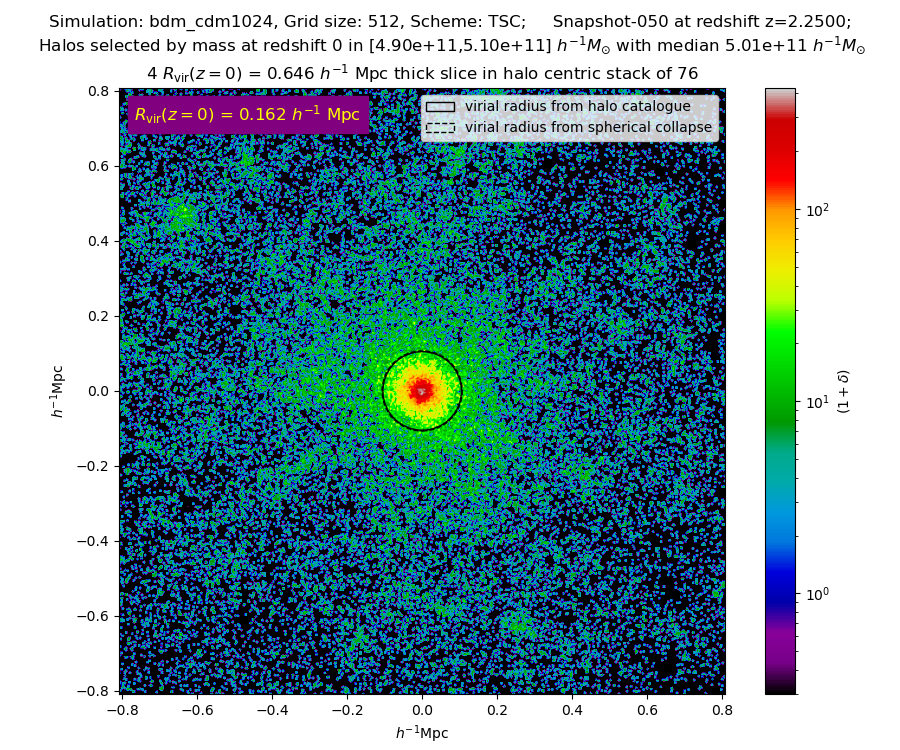 Simulation: bdm_cdm1024, Grid size: 512, Scheme: TSC;     Snapshot-050 at redshift z=2.2500;
Halos selected by mass at redshift 0 in [4.90e+11,5.10e+11] h⁻¹M⊙ with median 5.01e+11 h⁻¹M⊙
4 Rvir(z = 0) = 0.646 h⁻¹ Mpc thick slice in halo centric stack of 76
Rvir(z = 0) = 0.162 h⁻¹ Mpc
virial radius from halo catalogue
virial radius from spherical collapse
0.8
0.6
0.4
0.2
0.0
−0.2
−0.4
−0.6
−0.8
h⁻¹Mpc
−0.8 −0.6 −0.4 −0.2 0.0 0.2 0.4 0.6 0.8
h⁻¹Mpc
10²
10¹
10⁰
(1 + δ)